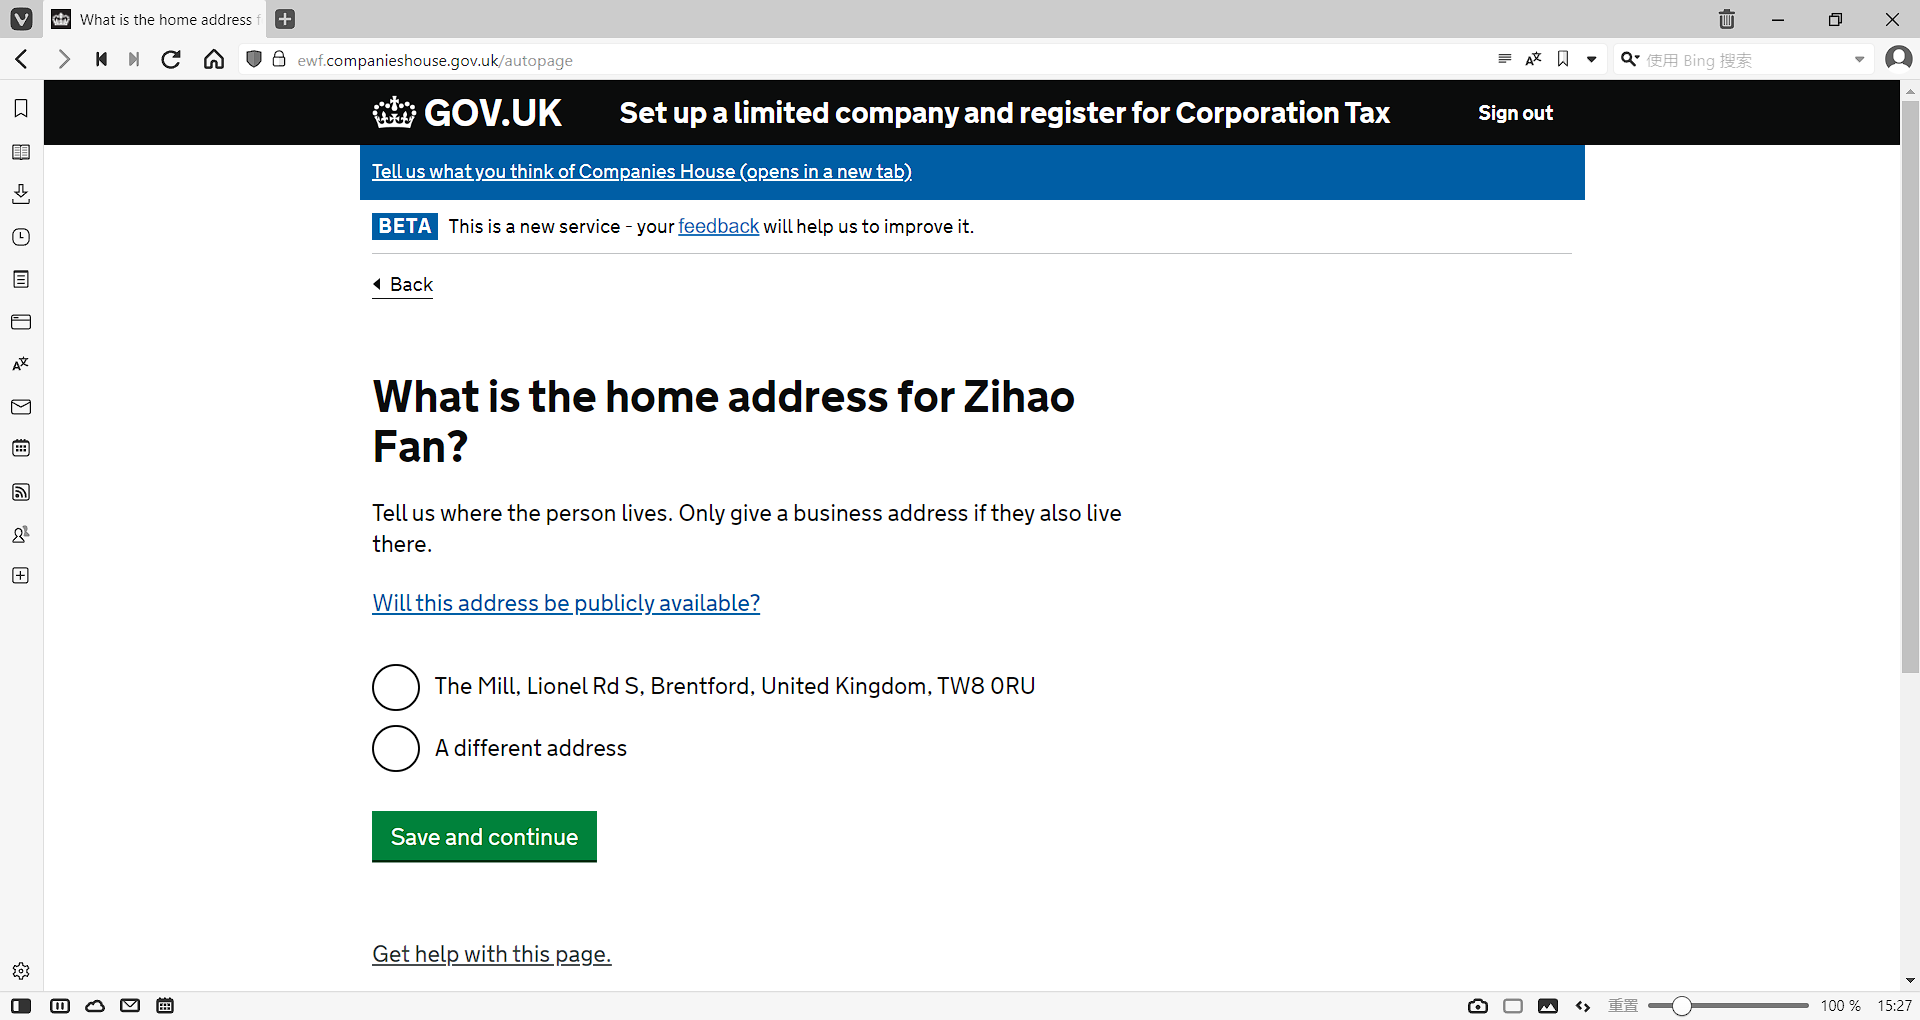 What is the home address f
ewf.companieshouse.gov.uk/autopage
使用 Bing 搜索
GOV.UK
Set up a limited company and register for Corporation Tax
Sign out
Tell us what you think of Companies House (opens in a new tab)
BETA This is a new service - your feedback will help us to improve it.
Back
What is the home address for Zihao
Fan?
Tell us where the person lives. Only give a business address if they also live
there.
Will this address be publicly available?
The Mill, Lionel Rd S, Brentford, United Kingdom, TW8 0RU
A different address
Save and continue
Get help with this page.
重置
100 %
15:27